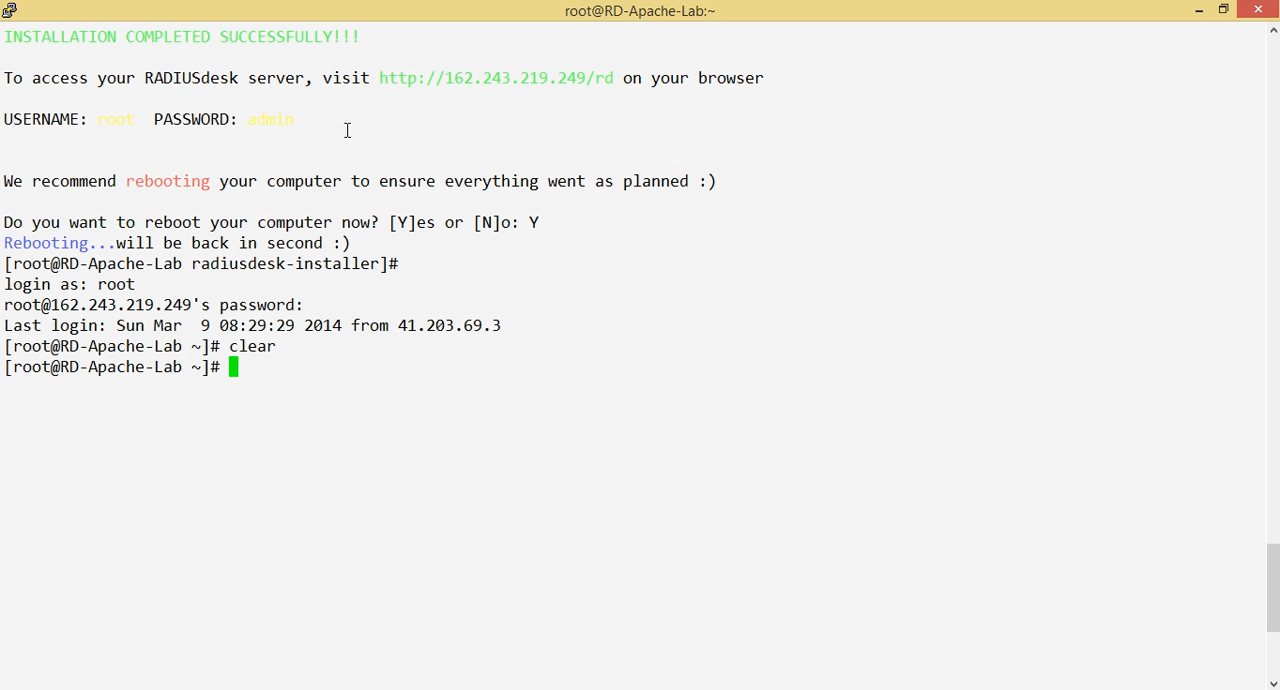 root@RD-Apache-Lab:~
INSTALLATION COMPLETED SUCCESSFULLY!!!
To access your RADIUSdesk server, visit http://162.243.219.249/rd on your browser
USERNAME: root  PASSWORD: admin
We recommend rebooting your computer to ensure everything went as planned :)
Do you want to reboot your computer now? [Y]es or [N]o: Y
Rebooting...will be back in second :)
[root@RD-Apache-Lab radiusdesk-installer]#
login as: root
root@162.243.219.249's password:
Last login: Sun Mar  9 08:29:29 2014 from 41.203.69.3
[root@RD-Apache-Lab ~]# clear
[root@RD-Apache-Lab ~]#